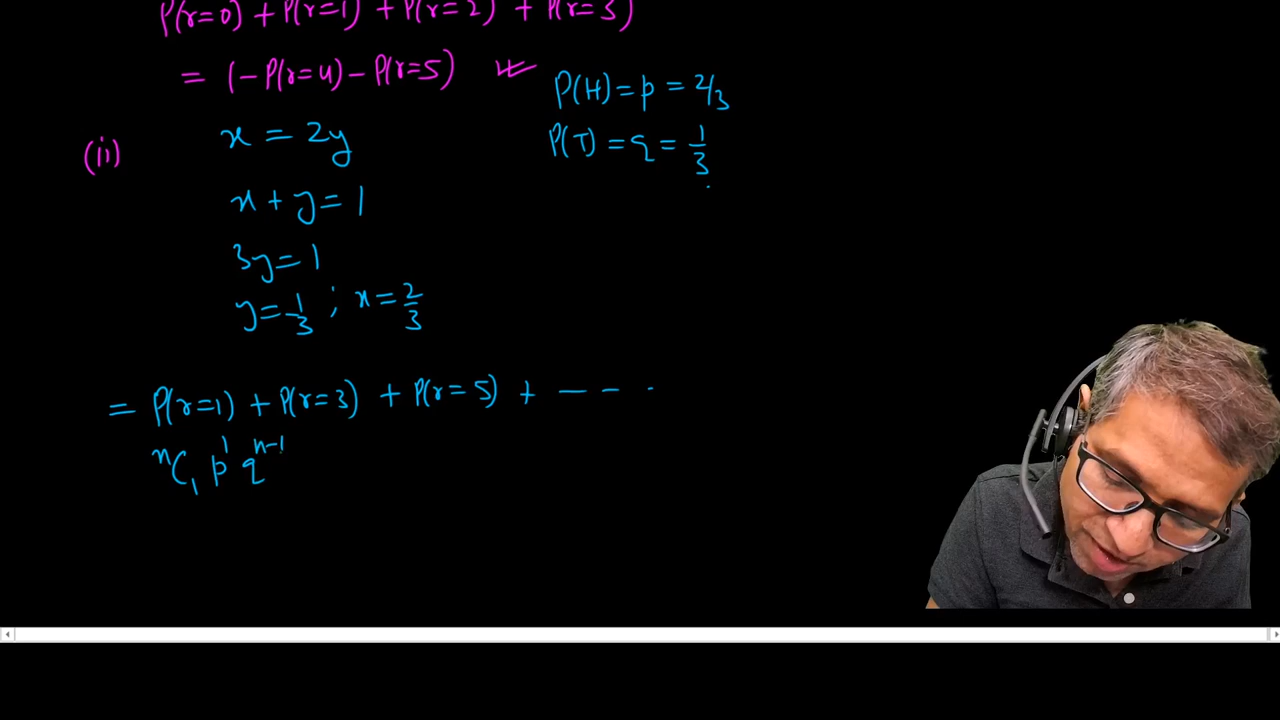 P(r=0) + P(r=1) + P(r=2) + P(r=3)
= (-P(r=4) - P(r=5)
P(H) = p = 2/3
(ii) x = 2y
P(T) = q = 1/3
x + y = 1
3y = 1
y = 1/3 ; x = 2/3
= P(r=1) + P(r=3) + P(r=5) + — - .
ⁿC₁ p¹ qⁿ⁻¹